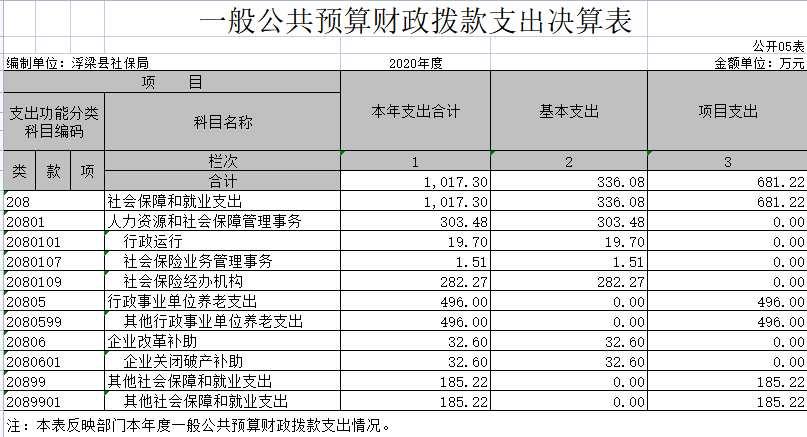 一般公共预算财政拨款支出决算表
公开05表
编制单位：浮梁县社保局 2020年度 金额单位：万元
项 目 本年支出合计 基本支出 项目支出
支出功能分类科目编码 科目名称
类 款 项 栏次 1 2 3
合计 1,017.30 336.08 681.22
208 社会保障和就业支出 1,017.30 336.08 681.22
20801 人力资源和社会保障管理事务 303.48 303.48 0.00
2080101 行政运行 19.70 19.70 0.00
2080107 社会保险业务管理事务 1.51 1.51 0.00
2080109 社会保险经办机构 282.27 282.27 0.00
20805 行政事业单位养老支出 496.00 0.00 496.00
2080599 其他行政事业单位养老支出 496.00 0.00 496.00
20806 企业改革补助 32.60 32.60 0.00
2080601 企业关闭破产补助 32.60 32.60 0.00
20899 其他社会保障和就业支出 185.22 0.00 185.22
2089901 其他社会保障和就业支出 185.22 0.00 185.22
注：本表反映部门本年度一般公共预算财政拨款支出情况。